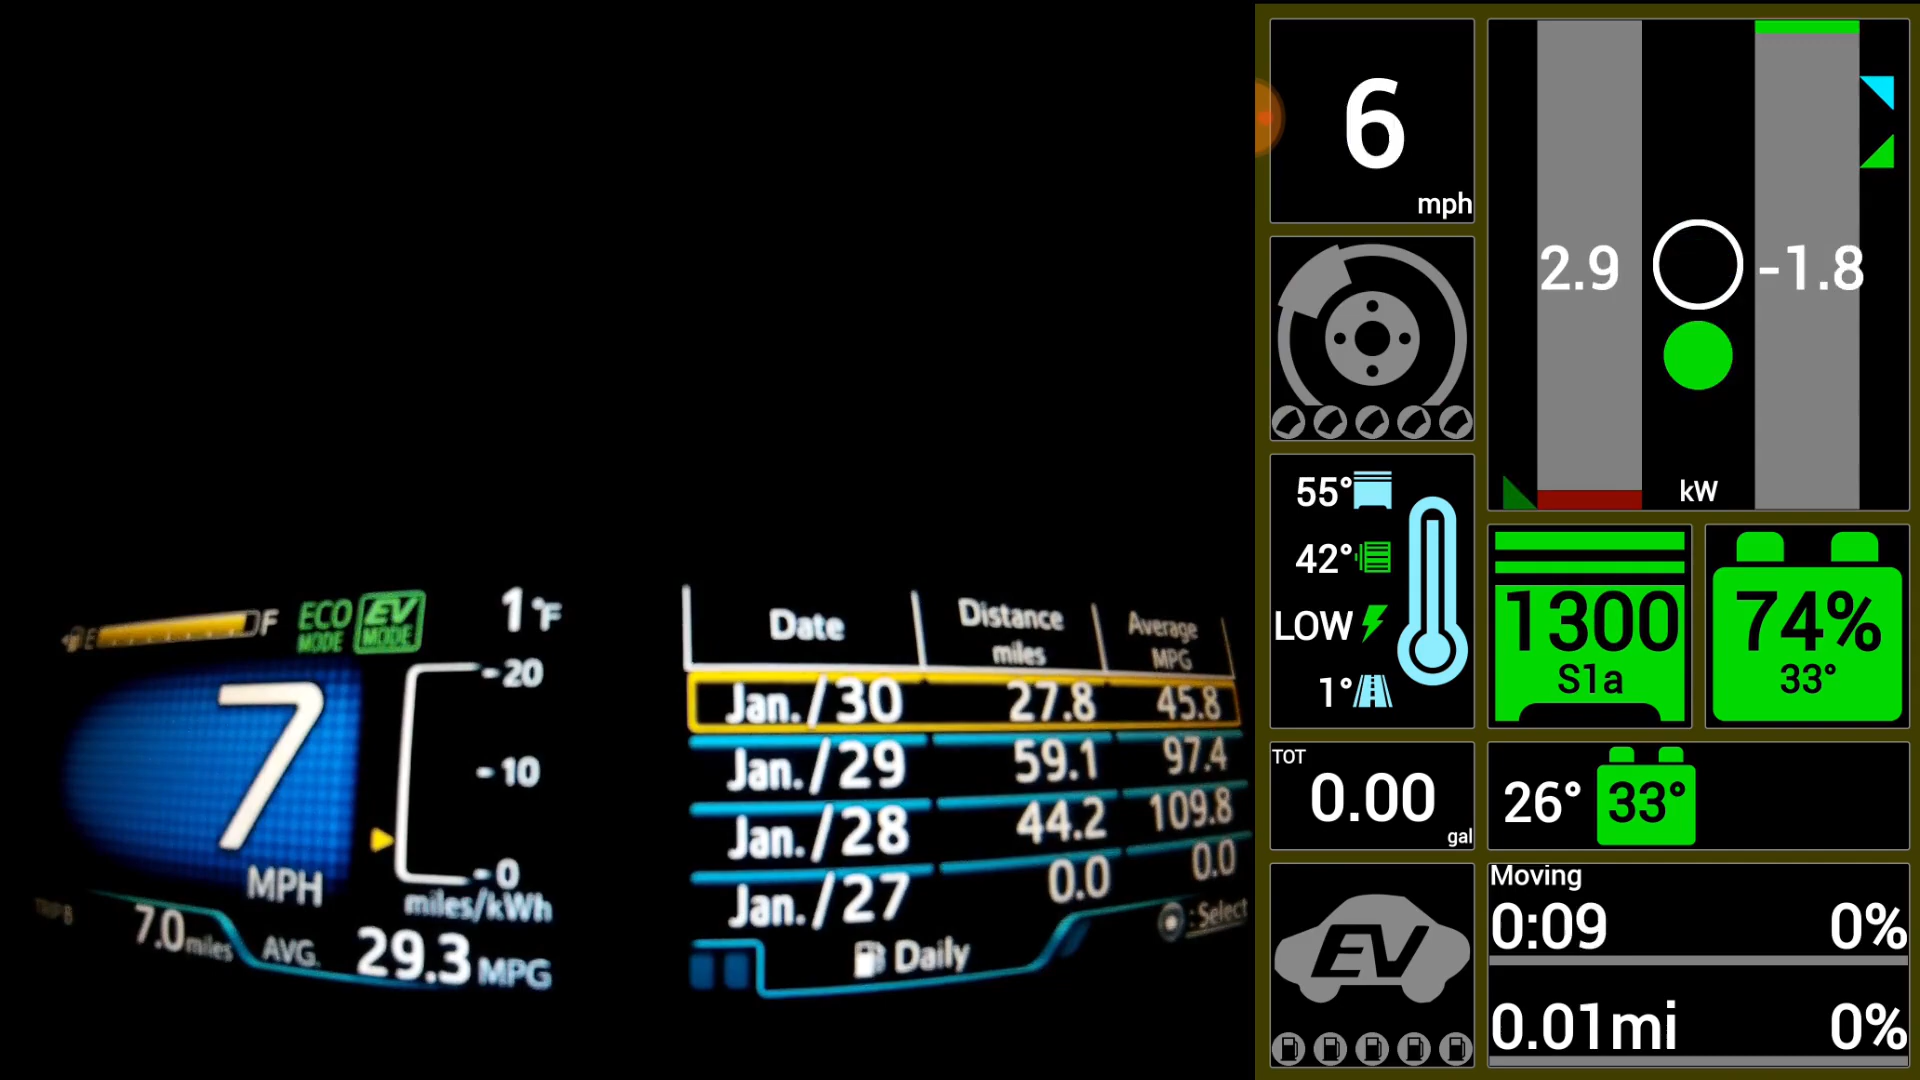 E F ECO MODE EV MODE 1°F
7 MPH
20
10
0
miles/kWh
TRIP B 7.0 miles AVG. 29.3 MPG
Date Distance miles Average MPG
Jan./30 27.8 45.8
Jan./29 59.1 97.4
Jan./28 44.2 109.8
Jan./27 0.0 0.0
: Select
Daily
6
mph
2.9 -1.8
kW
55°
42°
LOW
1°
1300
S1a
74%
33°
TOT
0.00
gal
26° 33°
EV
Moving
0:09 0%
0.01mi 0%